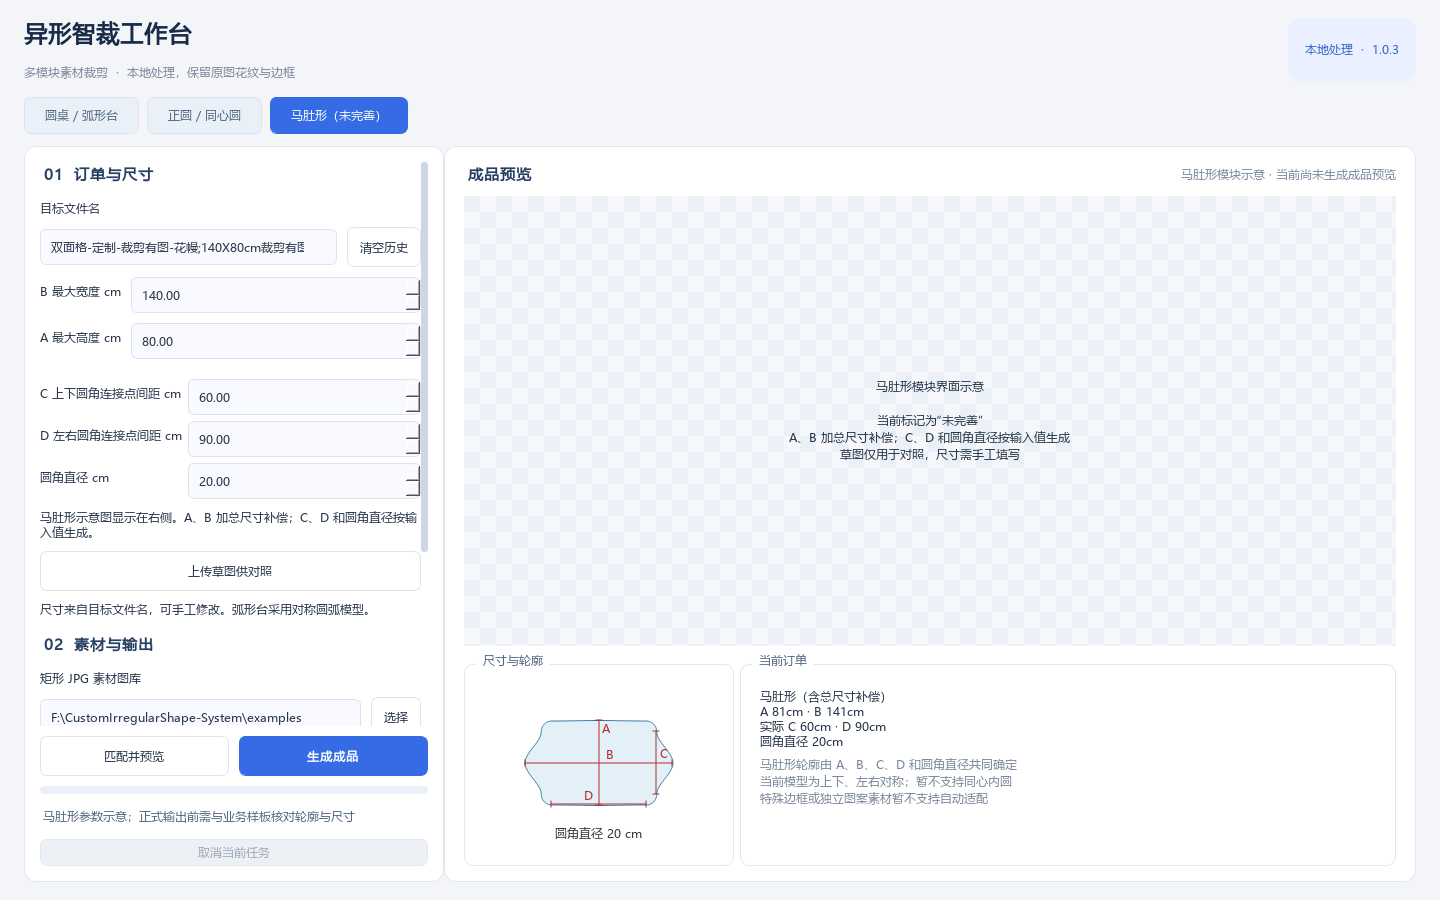 异形智裁工作台
多模块素材裁剪 · 本地处理，保留原图花纹与边框
本地处理 · 1.0.3
圆桌 / 弧形台
正圆 / 同心圆
马肚形（未完善）
01 订单与尺寸
目标文件名
双面格-定制-裁剪有图-花幔;140X80cm裁剪有图
清空历史
B 最大宽度 cm
140.00
A 最大高度 cm
80.00
C 上下圆角连接点间距 cm
60.00
D 左右圆角连接点间距 cm
90.00
圆角直径 cm
20.00
马肚形示意图显示在右侧。A、B 加总尺寸补偿；C、D 和圆角直径按输
入值生成。
上传草图供对照
尺寸来自目标文件名，可手工修改。弧形台采用对称圆弧模型。
02 素材与输出
矩形 JPG 素材图库
F:\CustomIrregularShape-System\examples
选择
匹配并预览
生成成品
马肚形参数示意；正式输出前需与业务样板核对轮廓与尺寸
取消当前任务
成品预览
马肚形模块示意 · 当前尚未生成成品预览
马肚形模块界面示意
当前标记为“未完善”
A、B 加总尺寸补偿；C、D 和圆角直径按输入值生成
草图仅用于对照，尺寸需手工填写
尺寸与轮廓
A
B
C
D
圆角直径 20 cm
当前订单
马肚形（含总尺寸补偿）
A 81cm · B 141cm
实际 C 60cm · D 90cm
圆角直径 20cm
马肚形轮廓由 A、B、C、D 和圆角直径共同确定
当前模型为上下、左右对称；暂不支持同心内圆
特殊边框或独立图案素材暂不支持自动适配